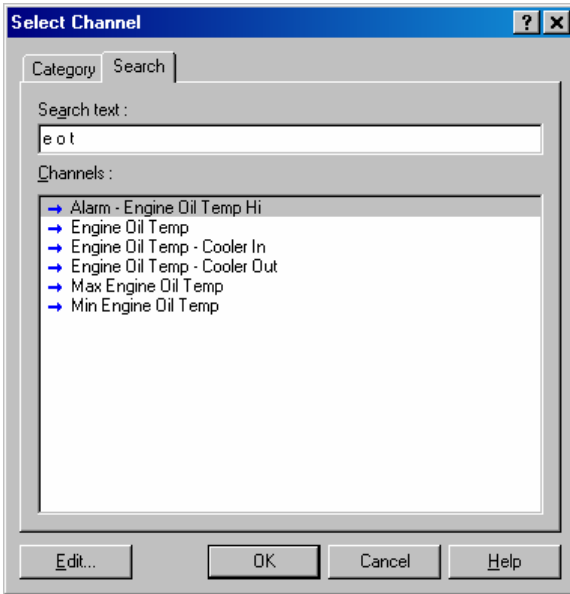 Select Channel
Category Search
Search text :
e o t
Channels :
Alarm - Engine Oil Temp Hi
Engine Oil Temp
Engine Oil Temp - Cooler In
Engine Oil Temp - Cooler Out
Max Engine Oil Temp
Min Engine Oil Temp
Edit... OK Cancel Help